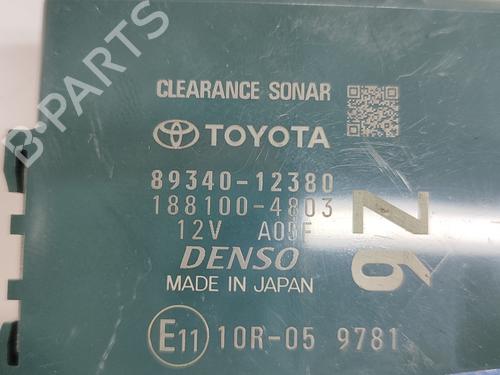 B-PARTS
CLEARANCE SONAR
TOYOTA
89340-12380
188100-4803
12V
DENSO
MADE IN JAPAN
E11 10R-05 9781